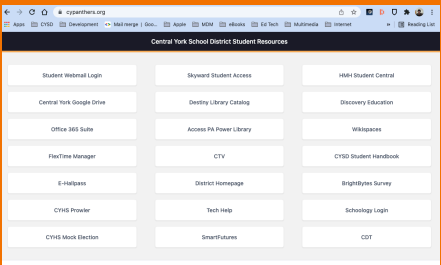 cypanthers.org
Apps CYSD Development Mail merge | Goo... Apple MDM eBooks Ed Tech Multimedia Internet » Reading List
Central York School District Student Resources
Student Webmail Login Skyward Student Access HMH Student Central
Central York Google Drive Destiny Library Catalog Discovery Education
Office 365 Suite Access PA Power Library Wikispaces
FlexTime Manager CTV CYSD Student Handbook
E-Hallpass District Homepage BrightBytes Survey
CYHS Prowler Tech Help Schoology Login
CYHS Mock Election SmartFutures CDT